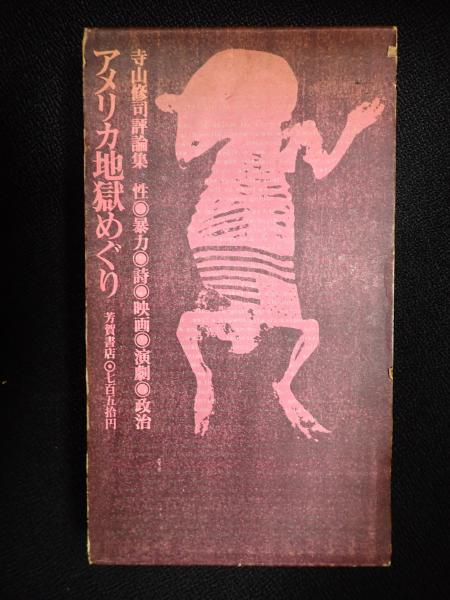 寺山修司評論集 性◉暴力◉詩◉映画◉演劇◉政治
アメリカ地獄めぐり
芳賀書店◉七百五拾円